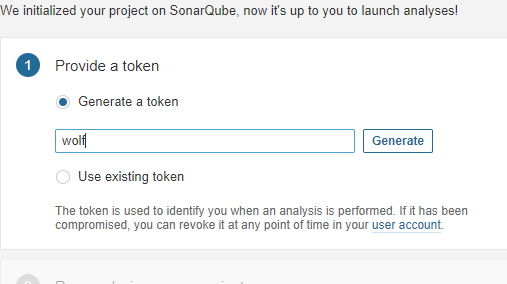 We initialized your project on SonarQube, now it's up to you to launch analyses!
1 Provide a token
Generate a token
wolf Generate
Use existing token
The token is used to identify you when an analysis is performed. If it has been
compromised, you can revoke it at any point of time in your user account.